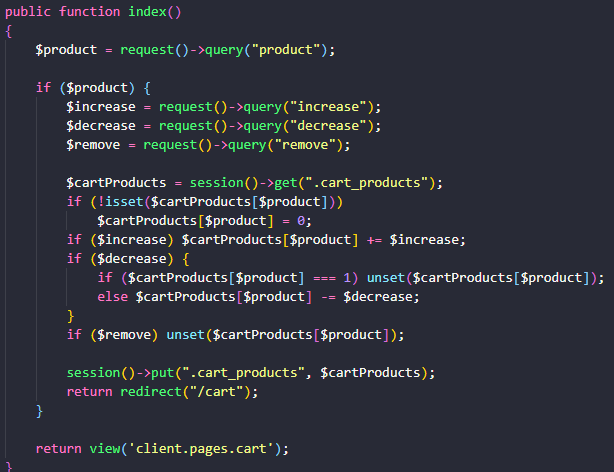 public function index()
{
    $product = request()->query("product");

    if ($product) {
        $increase = request()->query("increase");
        $decrease = request()->query("decrease");
        $remove = request()->query("remove");

        $cartProducts = session()->get(".cart_products");
        if (!isset($cartProducts[$product]))
            $cartProducts[$product] = 0;
        if ($increase) $cartProducts[$product] += $increase;
        if ($decrease) {
            if ($cartProducts[$product] === 1) unset($cartProducts[$product]);
            else $cartProducts[$product] -= $decrease;
        }
        if ($remove) unset($cartProducts[$product]);

        session()->put(".cart_products", $cartProducts);
        return redirect("/cart");
    }

    return view('client.pages.cart');
}